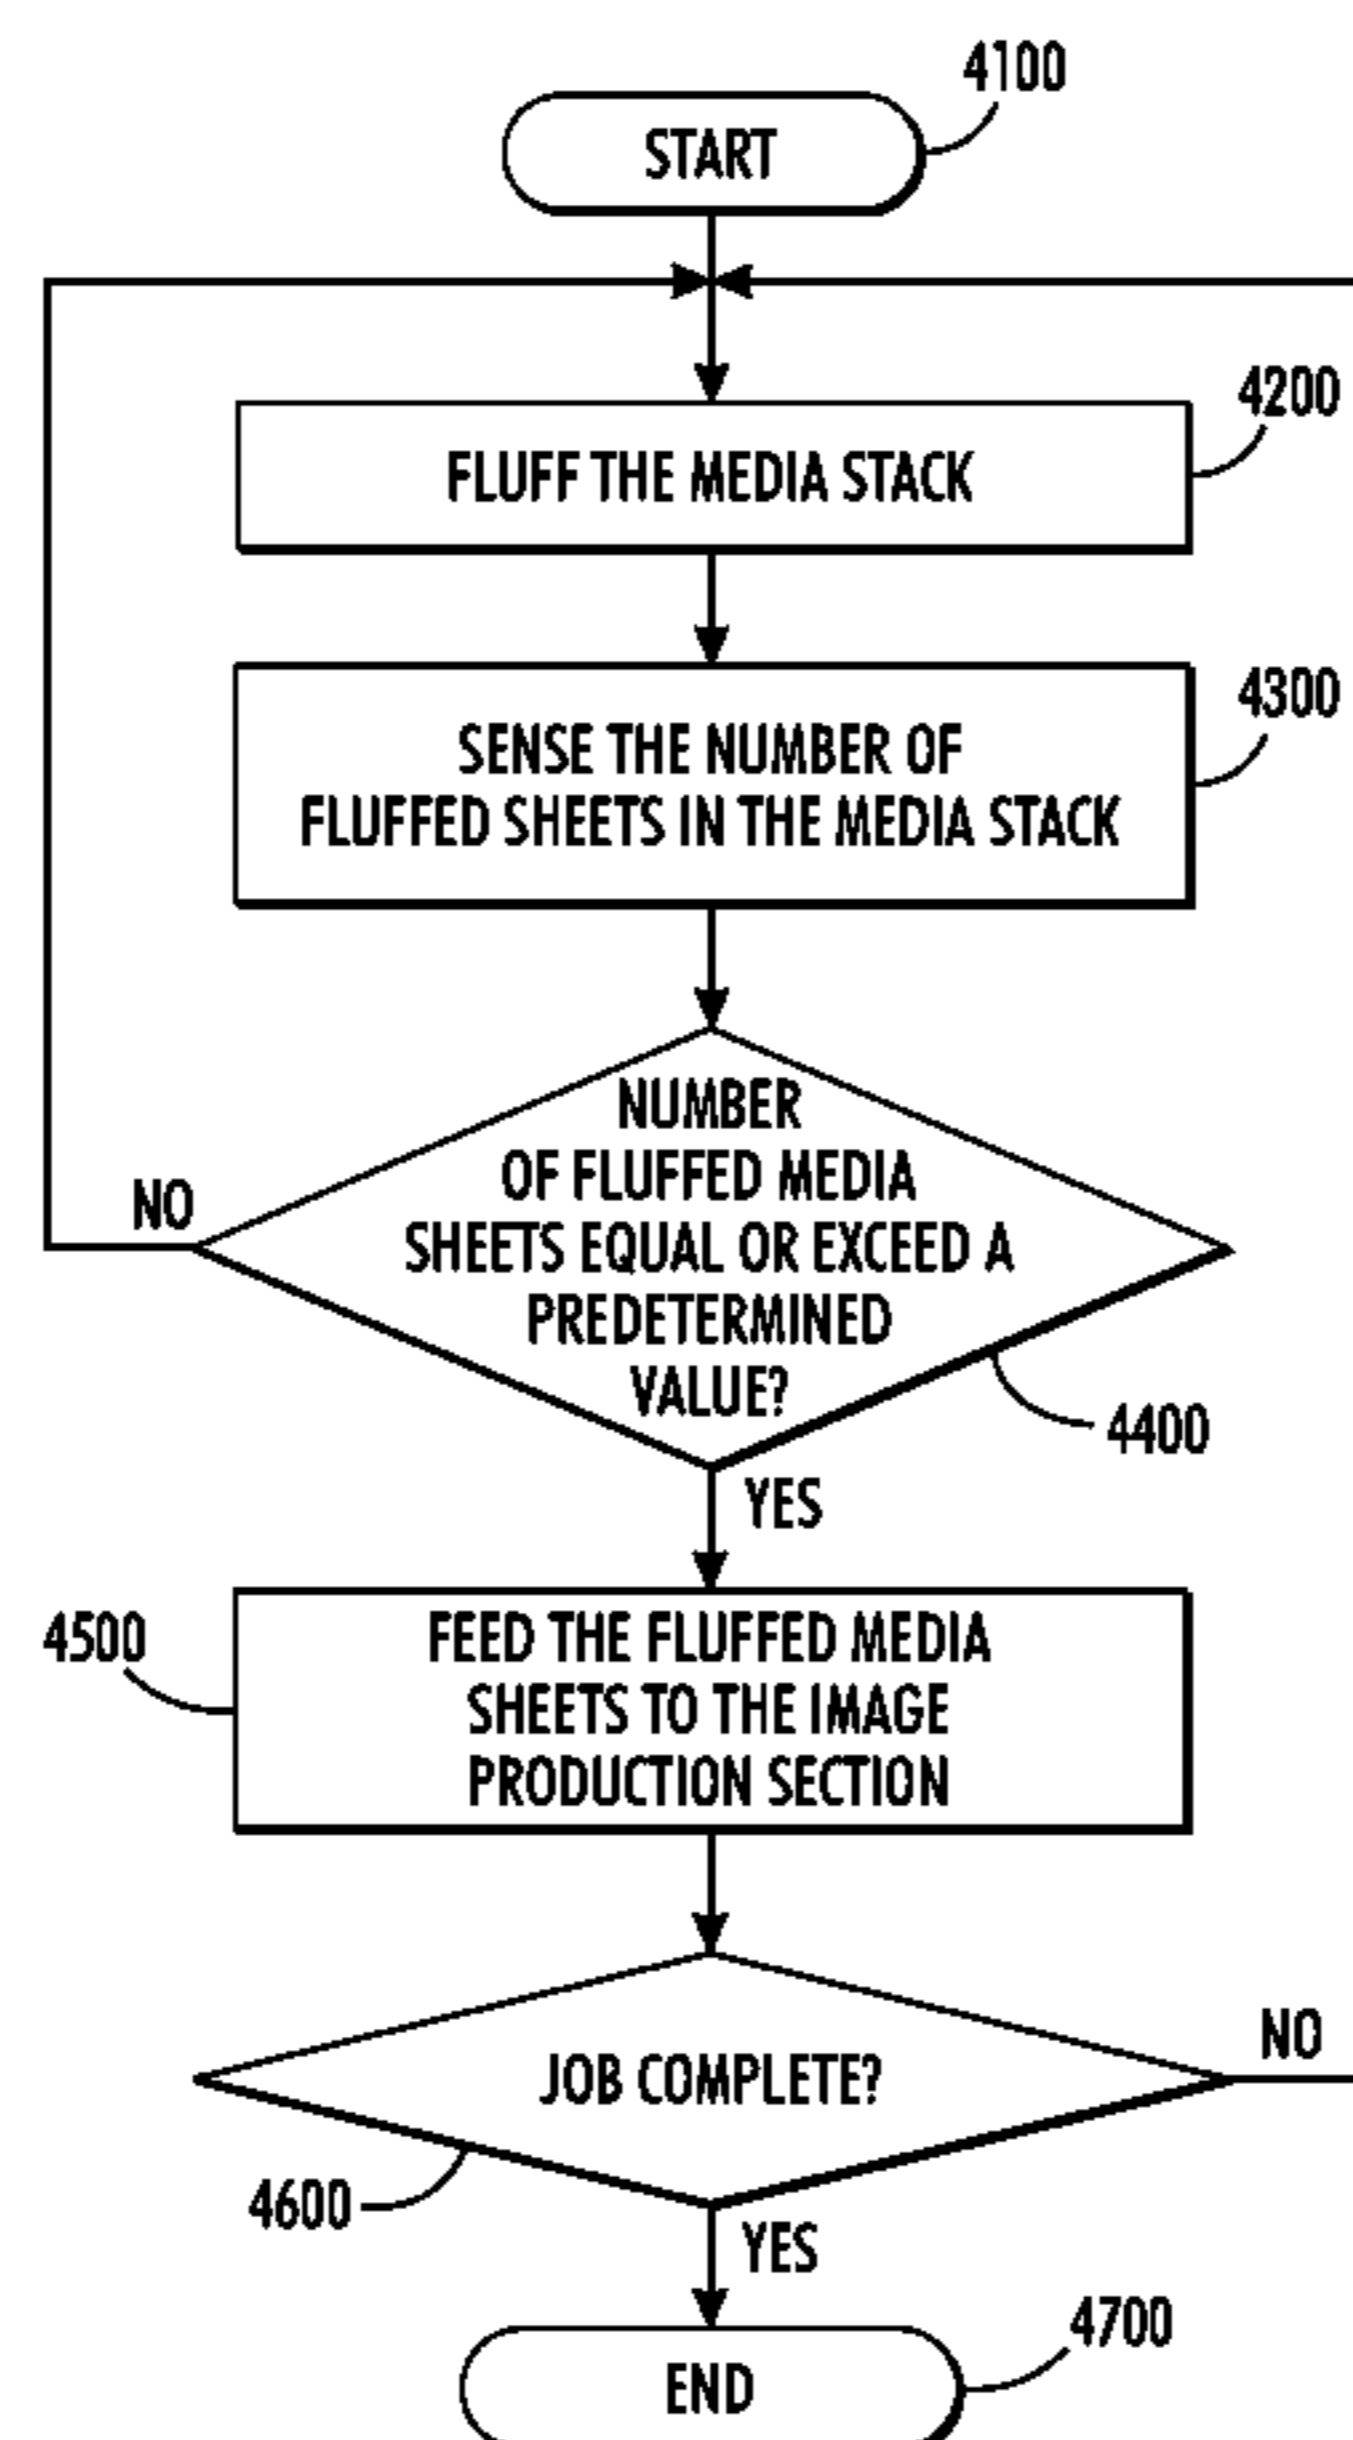 4100
START
4200
FLUFF THE MEDIA STACK
4300
SENSE THE NUMBER OF
FLUFFED SHEETS IN THE MEDIA STACK
NUMBER
OF FLUFFED MEDIA
SHEETS EQUAL OR EXCEED A
PREDETERMINED
VALUE?
NO
4400
YES
4500
FEED THE FLUFFED MEDIA
SHEETS TO THE IMAGE
PRODUCTION SECTION
NO
JOB COMPLETE?
4600
YES
4700
END